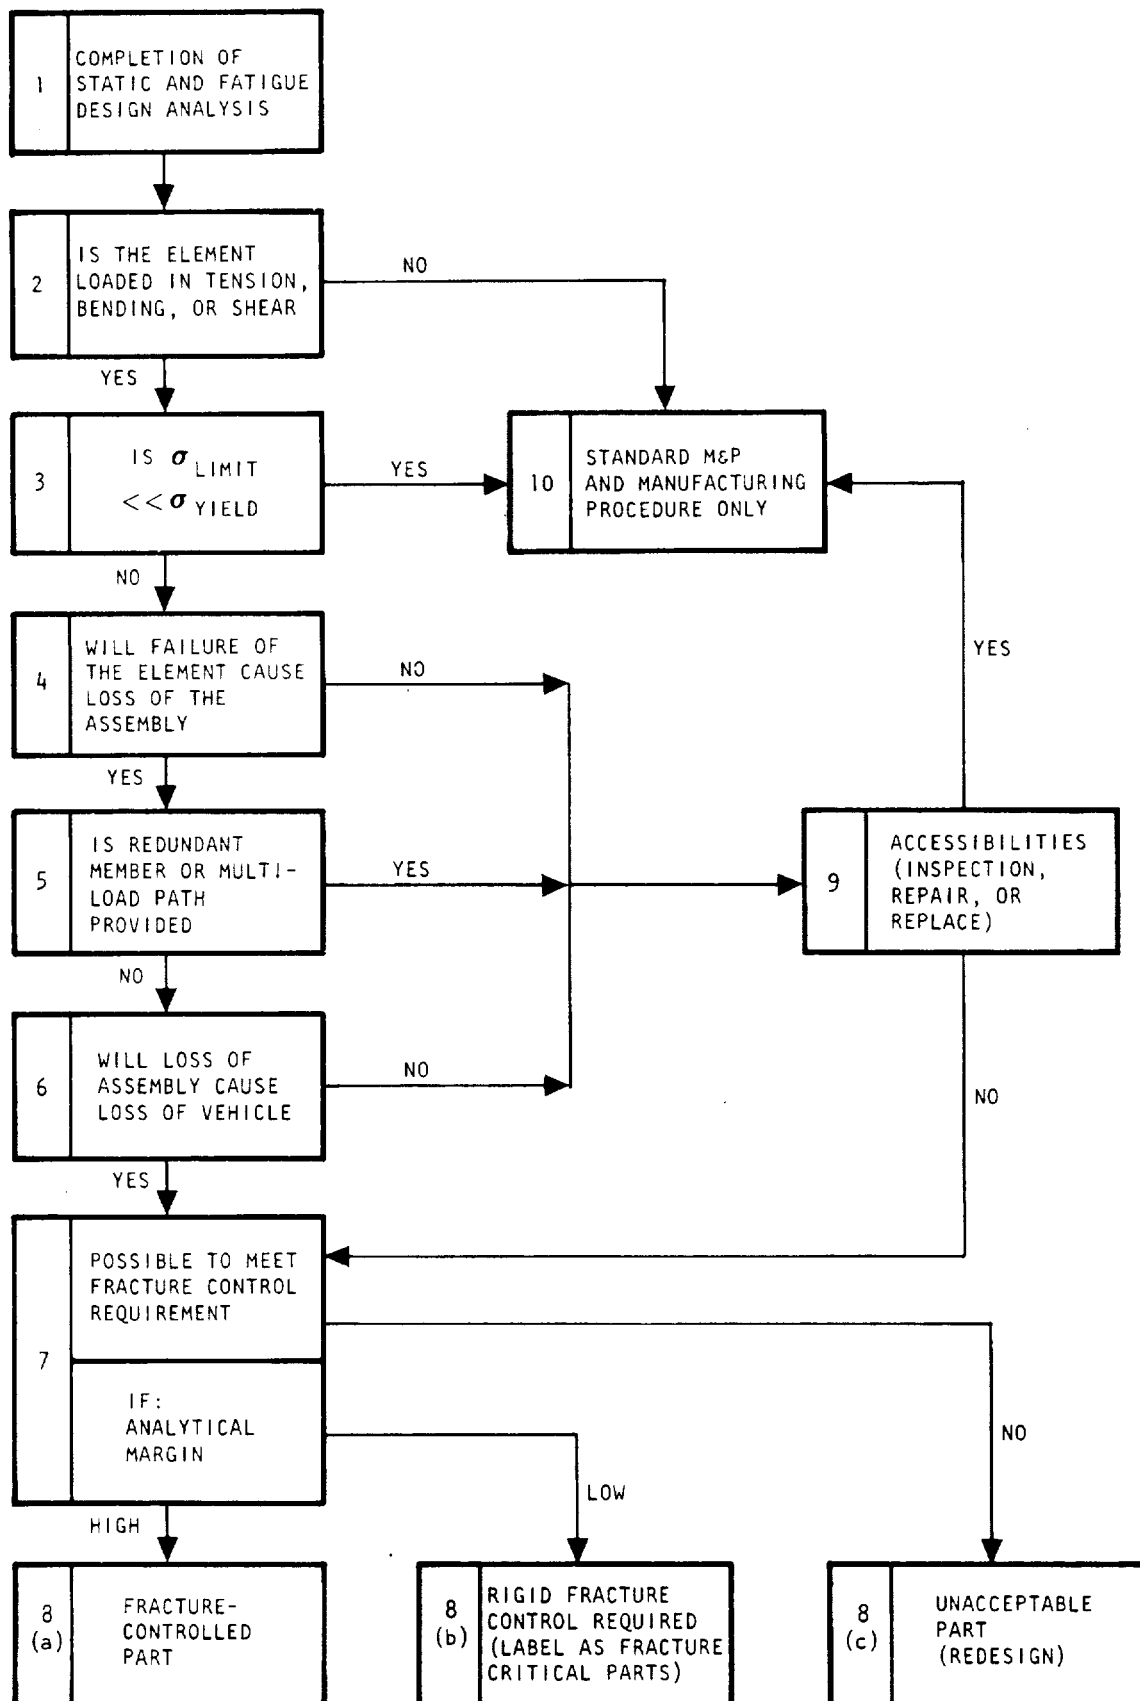 1
COMPLETION OF
STATIC AND FATIGUE
DESIGN ANALYSIS
2
IS THE ELEMENT
LOADED IN TENSION,
BENDING, OR SHEAR
NO
YES
3
IS σ LIMIT
<<σ YIELD
YES
10
STANDARD M&P
AND MANUFACTURING
PROCEDURE ONLY
NO
4
WILL FAILURE OF
THE ELEMENT CAUSE
LOSS OF THE
ASSEMBLY
NO
YES
YES
5
IS REDUNDANT
MEMBER OR MULTI-
LOAD PATH
PROVIDED
YES
9
ACCESSIBILITIES
(INSPECTION,
REPAIR, OR
REPLACE)
NO
6
WILL LOSS OF
ASSEMBLY CAUSE
LOSS OF VEHICLE
NO
NO
YES
7
POSSIBLE TO MEET
FRACTURE CONTROL
REQUIREMENT
IF:
ANALYTICAL
MARGIN
NO
LOW
HIGH
8
(a)
FRACTURE-
CONTROLLED
PART
8
(b)
RIGID FRACTURE
CONTROL REQUIRED
(LABEL AS FRACTURE
CRITICAL PARTS)
8
(c)
UNACCEPTABLE
PART
(REDESIGN)